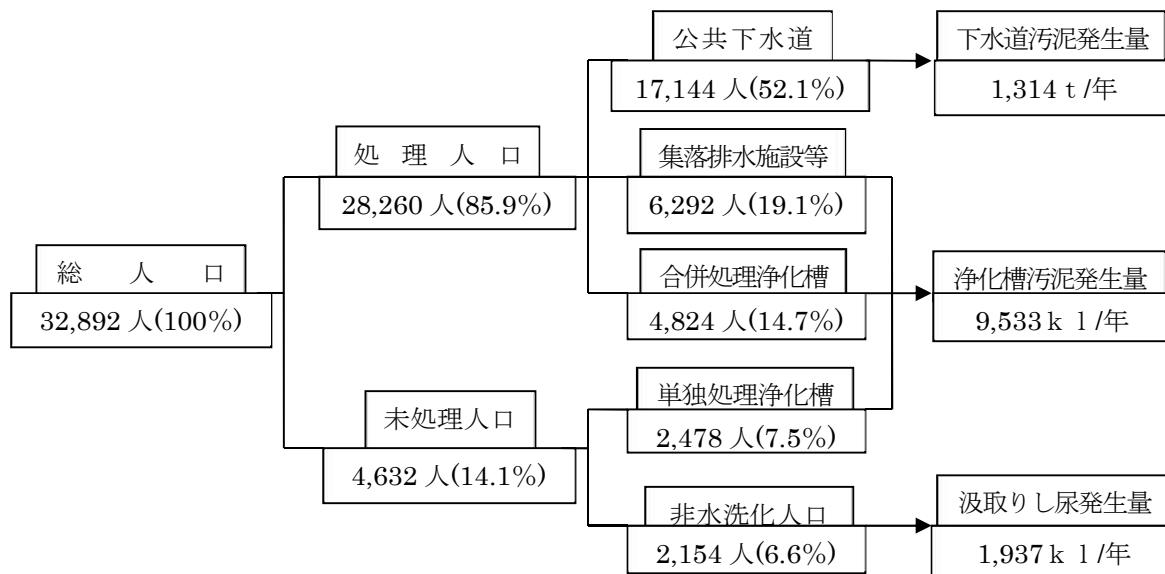 公共下水道
17,144 人(52.1%)
下水道汚泥発生量
1,314 t /年
処 理 人 口
28,260 人(85.9%)
集落排水施設等
6,292 人(19.1%)
総 人 口
32,892 人(100%)
合併処理浄化槽
4,824 人(14.7%)
浄化槽汚泥発生量
9,533 k l /年
未処理人口
4,632 人(14.1%)
単独処理浄化槽
2,478 人(7.5%)
非水洗化人口
2,154 人(6.6%)
汲取りし尿発生量
1,937 k l /年